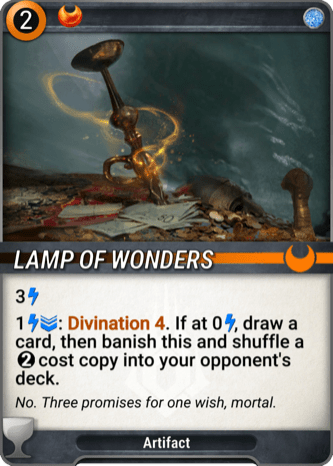 2
LAMP OF WONDERS
3
1 : Divination 4. If at 0 , draw a
card, then banish this and shuffle a
2 cost copy into your opponent's
deck.
No. Three promises for one wish, mortal.
Artifact